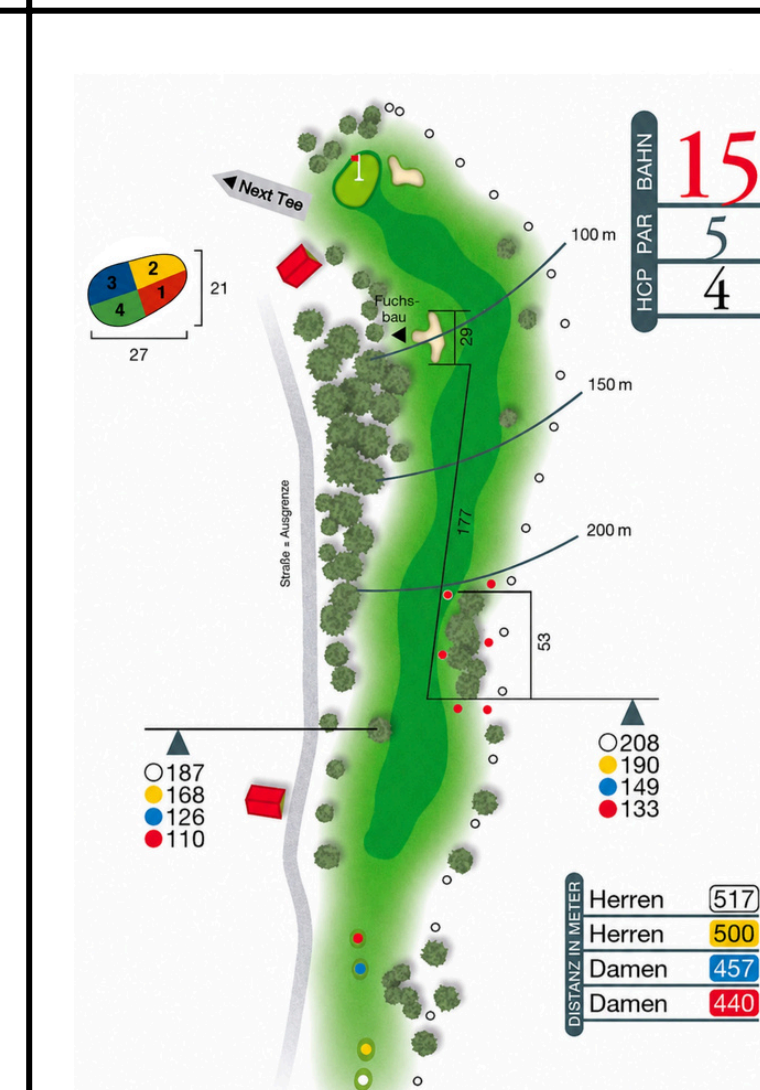 BAHN 15
PAR 5
HCP 4
1
Next Tee
100 m
3 2
4 1
21
27
Fuchs-
bau
29
150 m
Straße = Ausgrenze
177
200 m
53
187
168
126
110
208
190
149
133
DISTANZ IN METER
Herren 517
Herren 500
Damen 457
Damen 440